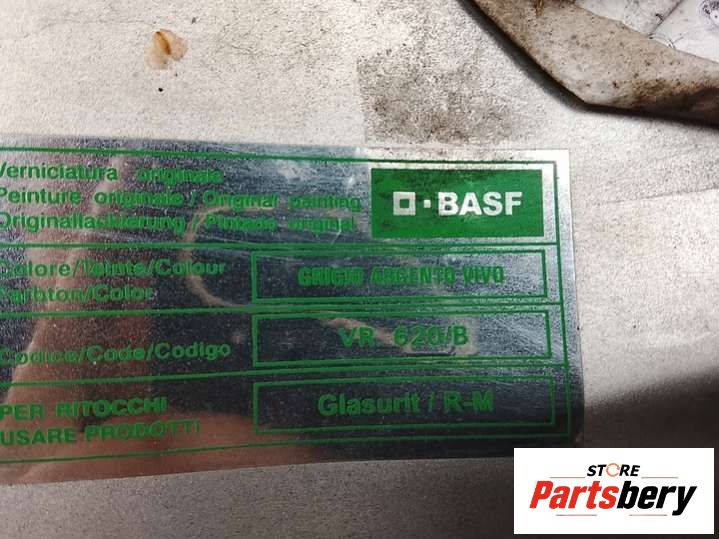 Verniciatura originale
Peinture originale / Original painting
Originallackierung / Pintado original
BASF
Colore/Teinte/Colour
Farbton/Color
GRIGIO ARGENTO VIVO
Codice/Code/Codigo
VR. 620/B
PER RITOCCHI
USARE PRODOTTI
Glasurit / R-M
STORE
Partsbery